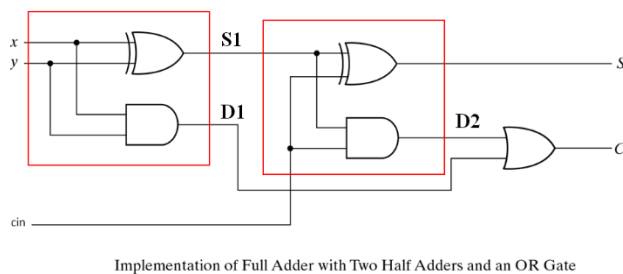 x
y
S1
S
D1
D2
C
cin
Implementation of Full Adder with Two Half Adders and an OR Gate